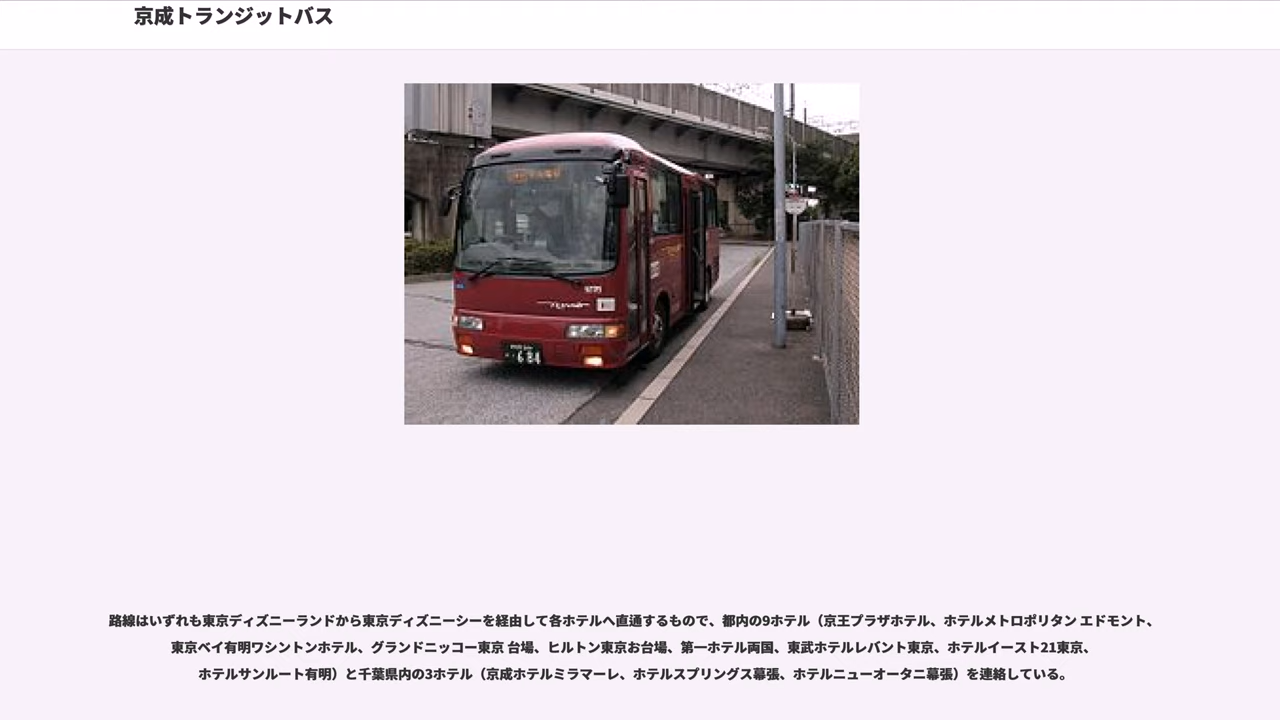 京成トランジットバス
6 84
路線はいずれも東京ディズニーランドから東京ディズニーシーを経由して各ホテルへ直通するもので、都内の9ホテル（京王プラザホテル、ホテルメトロポリタン エドモント、
東京ベイ有明ワシントンホテル、グランドニッコー東京 台場、ヒルトン東京お台場、第一ホテル両国、東武ホテルレバント東京、ホテルイースト21東京、
ホテルサンルート有明）と千葉県内の3ホテル（京成ホテルミラマーレ、ホテルスプリングス幕張、ホテルニューオータニ幕張）を連絡している。